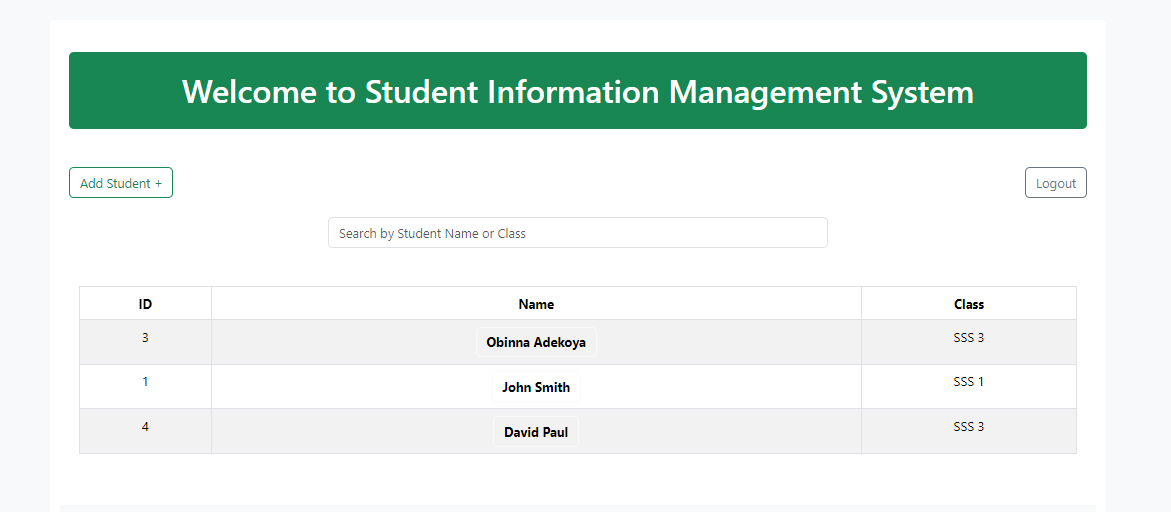 Welcome to Student Information Management System
Add Student +
Logout
Search by Student Name or Class
ID Name Class
3 Obinna Adekoya SSS 3
1 John Smith SSS 1
4 David Paul SSS 3